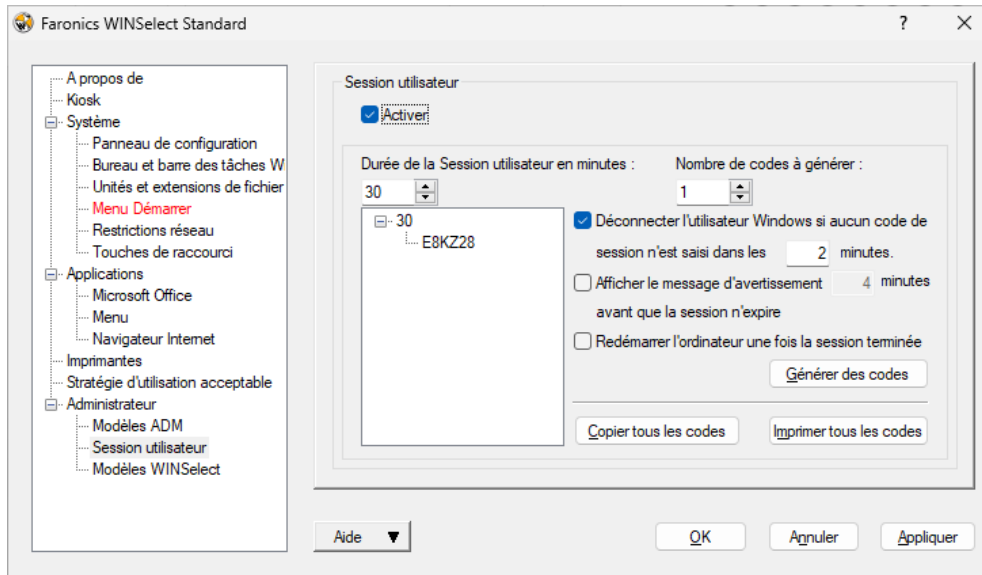 Faronics WINSelect Standard
A propos de
Kiosk
Système
Panneau de configuration
Bureau et barre des tâches W
Unités et extensions de fichier
Menu Démarrer
Restrictions réseau
Touches de raccourci
Applications
Microsoft Office
Menu
Navigateur Internet
Imprimantes
Stratégie d'utilisation acceptable
Administrateur
Modèles ADM
Session utilisateur
Modèles WINSelect
Session utilisateur
Activer
Durée de la Session utilisateur en minutes :
30
Nombre de codes à générer :
1
30
E8KZ28
Déconnecter l'utilisateur Windows si aucun code de
session n'est saisi dans les 2 minutes.
Afficher le message d'avertissement 4 minutes
avant que la session n'expire
Redémarrer l'ordinateur une fois la session terminée
Générer des codes
Copier tous les codes
Imprimer tous les codes
Aide
OK
Annuler
Appliquer